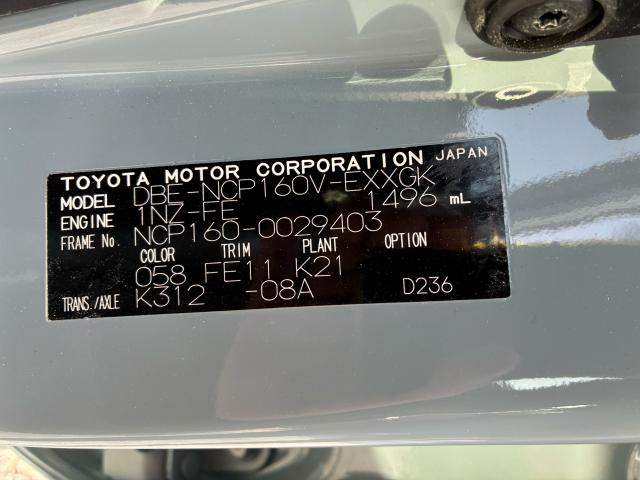 TOYOTA MOTOR CORPORATION JAPAN
MODEL DBE-NCP160V-EXXGK
ENGINE 1NZ-FE 1496 mL
FRAME No. NCP160-0029403
COLOR TRIM PLANT OPTION
058 FE11 K21
TRANS./AXLE K312 -08A D236